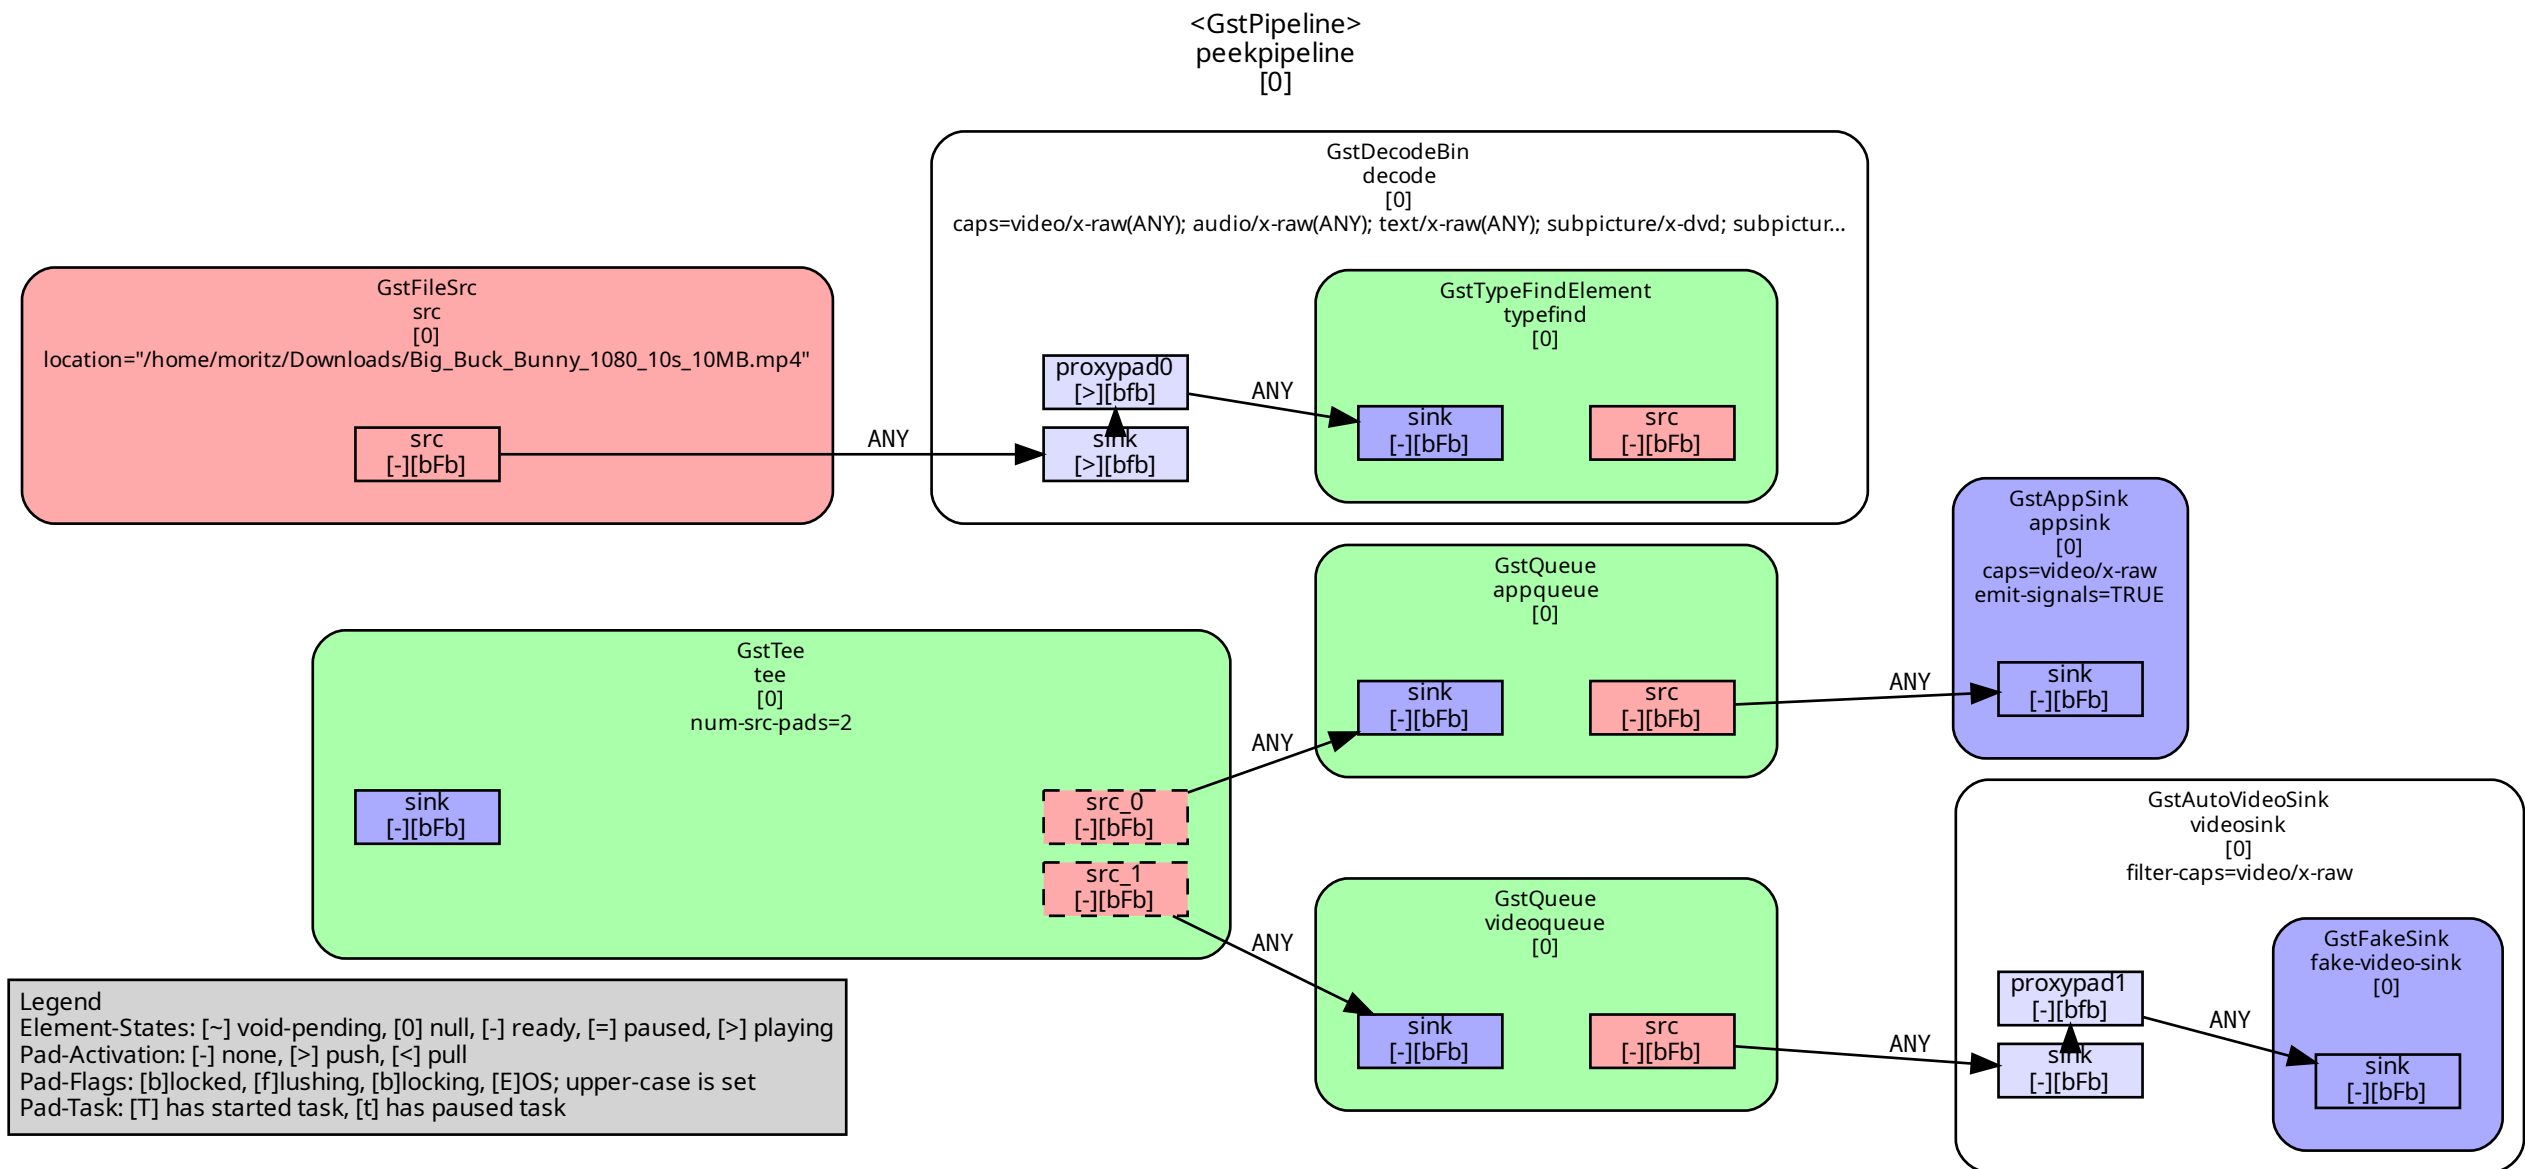 <GstPipeline>
peekpipeline
[0]
GstDecodeBin
decode
[0]
caps=video/x-raw(ANY); audio/x-raw(ANY); text/x-raw(ANY); subpicture/x-dvd; subpictur...
GstFileSrc
src
[0]
location="/home/moritz/Downloads/Big_Buck_Bunny_1080_10s_10MB.mp4"
src
[-][bFb]
ANY
proxypad0
[>][bfb]
sink
[>][bfb]
ANY
GstTypeFindElement
typefind
[0]
sink
[-][bFb]
src
[-][bFb]
GstTee
tee
[0]
num-src-pads=2
sink
[-][bFb]
src_0
[-][bFb]
src_1
[-][bFb]
ANY
ANY
GstQueue
appqueue
[0]
sink
[-][bFb]
src
[-][bFb]
ANY
GstAppSink
appsink
[0]
caps=video/x-raw
emit-signals=TRUE
sink
[-][bFb]
GstQueue
videoqueue
[0]
sink
[-][bFb]
src
[-][bFb]
ANY
GstAutoVideoSink
videosink
[0]
filter-caps=video/x-raw
proxypad1
[-][bfb]
sink
[-][bFb]
ANY
GstFakeSink
fake-video-sink
[0]
sink
[-][bFb]
Legend
Element-States: [~] void-pending, [0] null, [-] ready, [=] paused, [>] playing
Pad-Activation: [-] none, [>] push, [<] pull
Pad-Flags: [b]locked, [f]lushing, [b]locking, [E]OS; upper-case is set
Pad-Task: [T] has started task, [t] has paused task